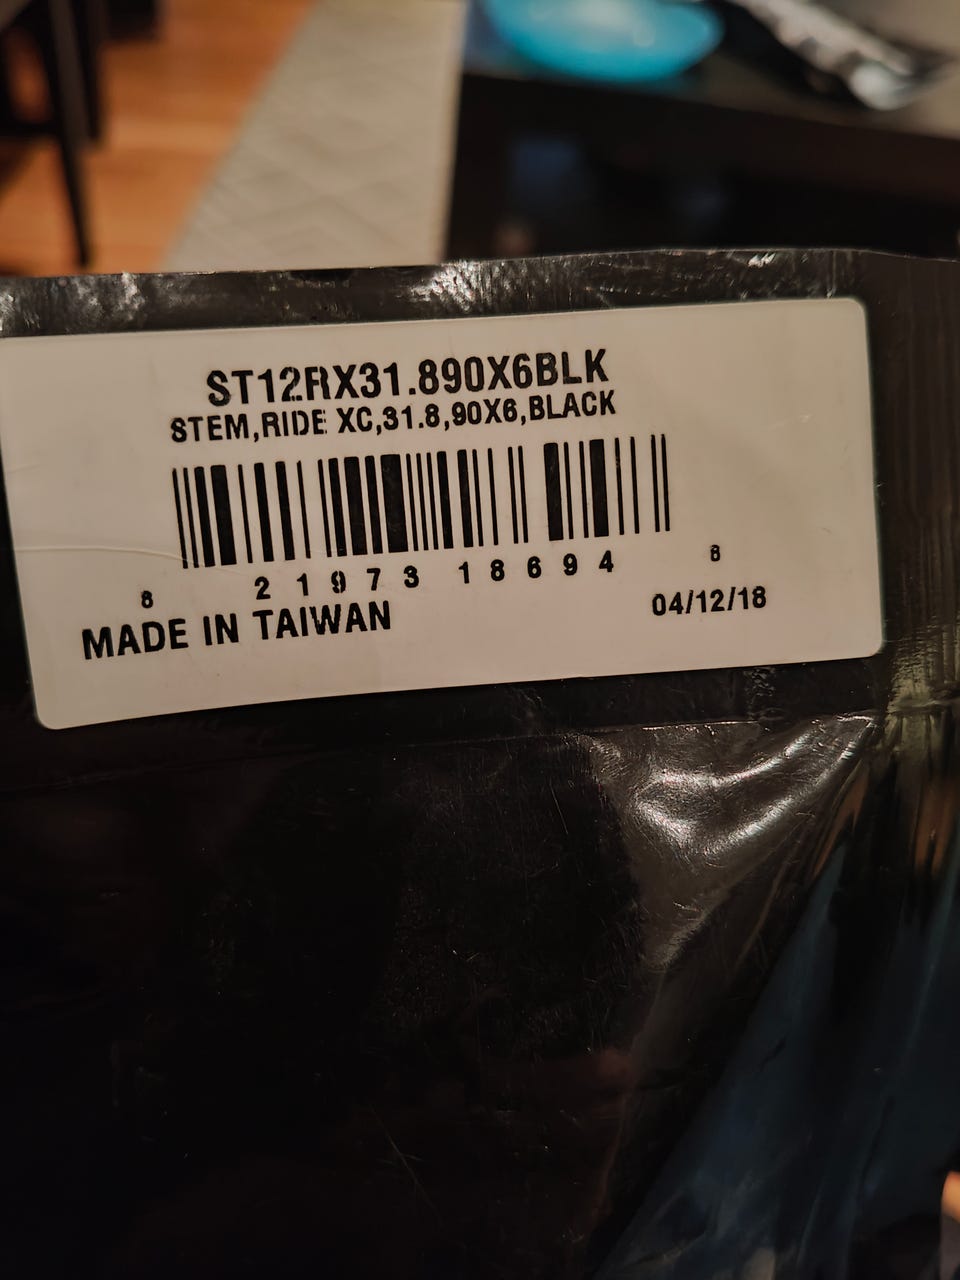 ST12RX31.890X6BLK
STEM,RIDE XC,31.8,90X6,BLACK
8 21973 18694 8
MADE IN TAIWAN 04/12/18